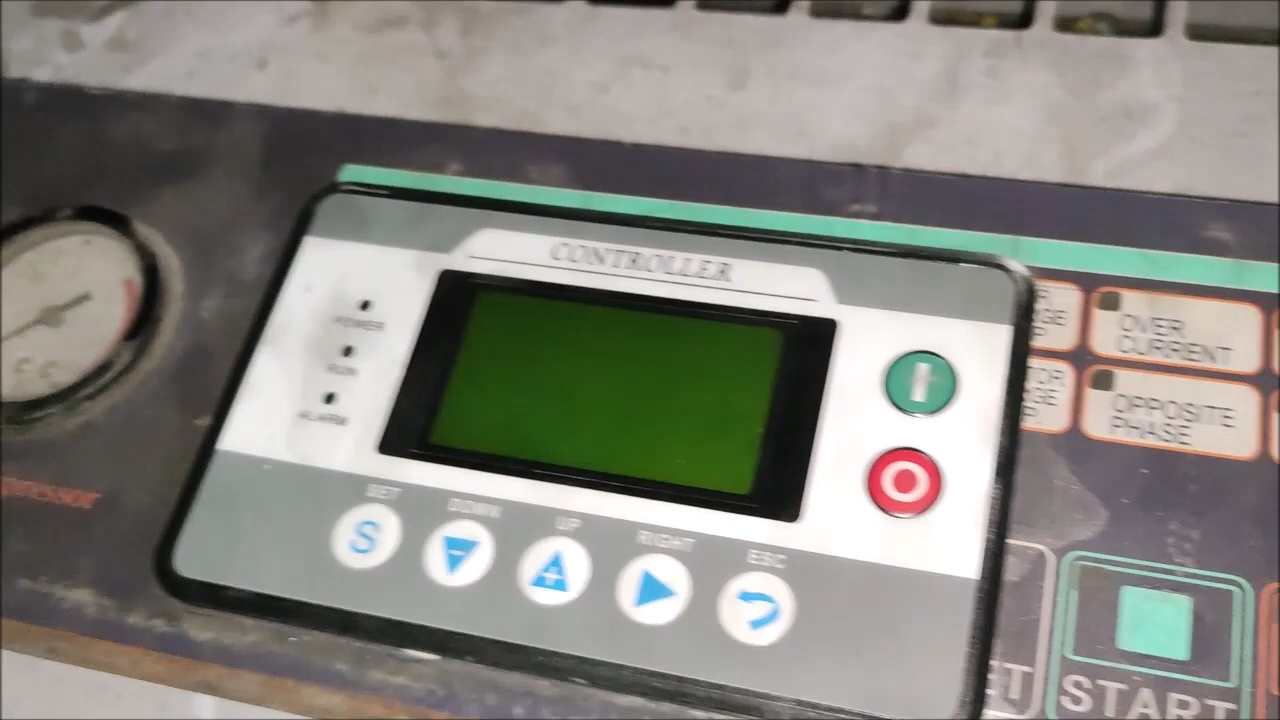 CONTROLLER
POWER
RUN
ALARM
SET
DOWN
UP
RIGHT
ESC
S
OVER
CURRENT
OPPOSITE
PHASE
START